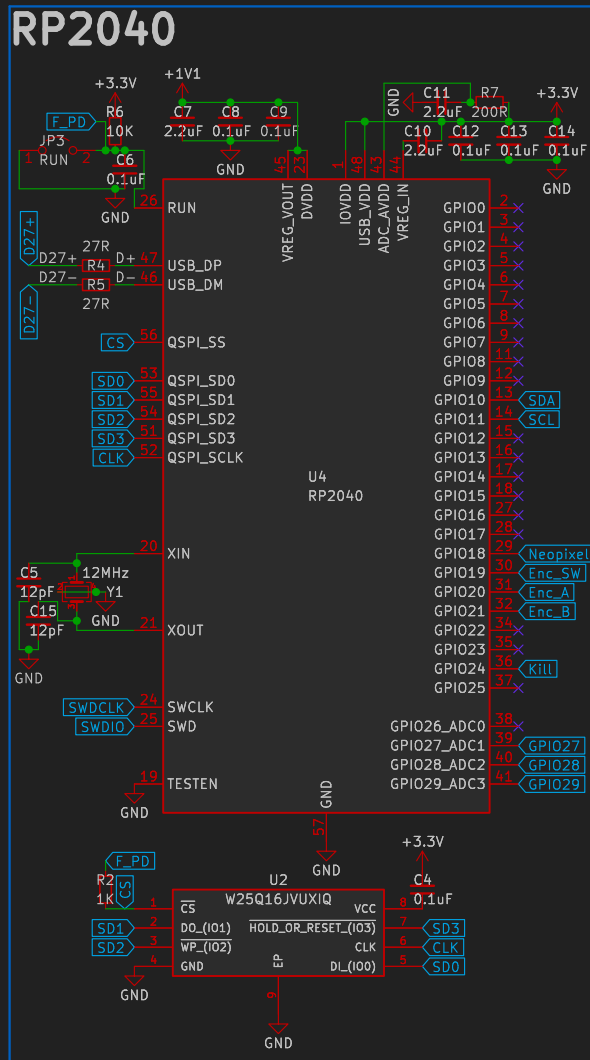 RP2040
+3.3V
R6
10K
F_PD
JP3
1 2
RUN
C6
0.1uF
GND
+1V1
C7
2.2uF
C8
0.1uF
C9
0.1uF
GND
GND
C11
2.2uF
R7
200R
+3.3V
C10
2.2uF
C12
0.1uF
C13
0.1uF
C14
0.1uF
GND
45 VREG_VOUT
23 DVDD
1 IOVDD
48 USB_VDD
43 ADC_AVDD
44 VREG_IN
26 RUN
D27+
D27-
27R
D27+ R4 D+ 47 USB_DP
D27- R5 D- 46 USB_DM
27R
CS 56 QSPI_SS
SD0 53 QSPI_SD0
SD1 55 QSPI_SD1
SD2 54 QSPI_SD2
SD3 51 QSPI_SD3
CLK 52 QSPI_SCLK
U4
RP2040
20 XIN
C5
12pF
12MHz
Y1
GND
C15
12pF
21 XOUT
GND
SWDCLK 24 SWCLK
SWDIO 25 SWD
19 TESTEN
GND
GPIO0 2
GPIO1 3
GPIO2 4
GPIO3 5
GPIO4 6
GPIO5 7
GPIO6 8
GPIO7 9
GPIO8 11
GPIO9 12
GPIO10 13 SDA
GPIO11 14 SCL
GPIO12 15
GPIO13 16
GPIO14 17
GPIO15 18
GPIO16 27
GPIO17 28
GPIO18 29 Neopixel
GPIO19 30 Enc_SW
GPIO20 31 Enc_A
GPIO21 32 Enc_B
GPIO22 34
GPIO23 35
GPIO24 36 Kill
GPIO25 37
GPIO26_ADC0 38
GPIO27_ADC1 39 GPIO27
GPIO28_ADC2 40 GPIO28
GPIO29_ADC3 41 GPIO29
GND
57
GND
F_PD
R2
1K
CS
U2
W25Q16JVUXIQ
+3.3V
C4
0.1uF
1 CS
SD1 2 DO_(IO1)
SD2 3 WP_(IO2)
4 GND
GND
VCC 8
HOLD_OR_RESET_(IO3) 7 SD3
CLK 6 CLK
DI_(IO0) 5 SD0
EP
9
GND